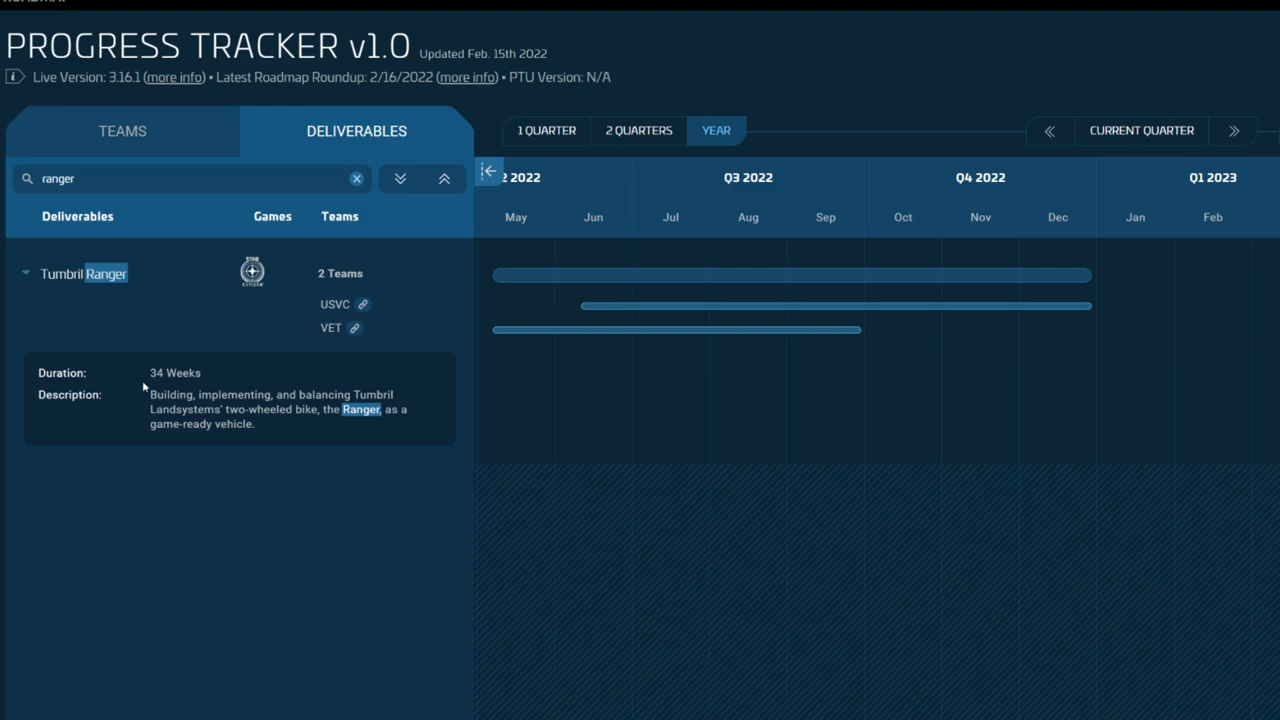 PROGRESS TRACKER v1.0 Updated Feb. 15th 2022
Live Version: 3.16.1 (more info) • Latest Roadmap Roundup: 2/16/2022 (more info) • PTU Version: N/A
TEAMS DELIVERABLES 1 QUARTER 2 QUARTERS YEAR CURRENT QUARTER
ranger 2 2022 Q3 2022 Q4 2022 Q1 2023
Deliverables Games Teams May Jun Jul Aug Sep Oct Nov Dec Jan Feb
Tumbril Ranger STAR CITIZEN 2 Teams
USVC
VET
Duration: 34 Weeks
Description: Building, implementing, and balancing Tumbril
Landsystems' two-wheeled bike, the Ranger, as a
game-ready vehicle.